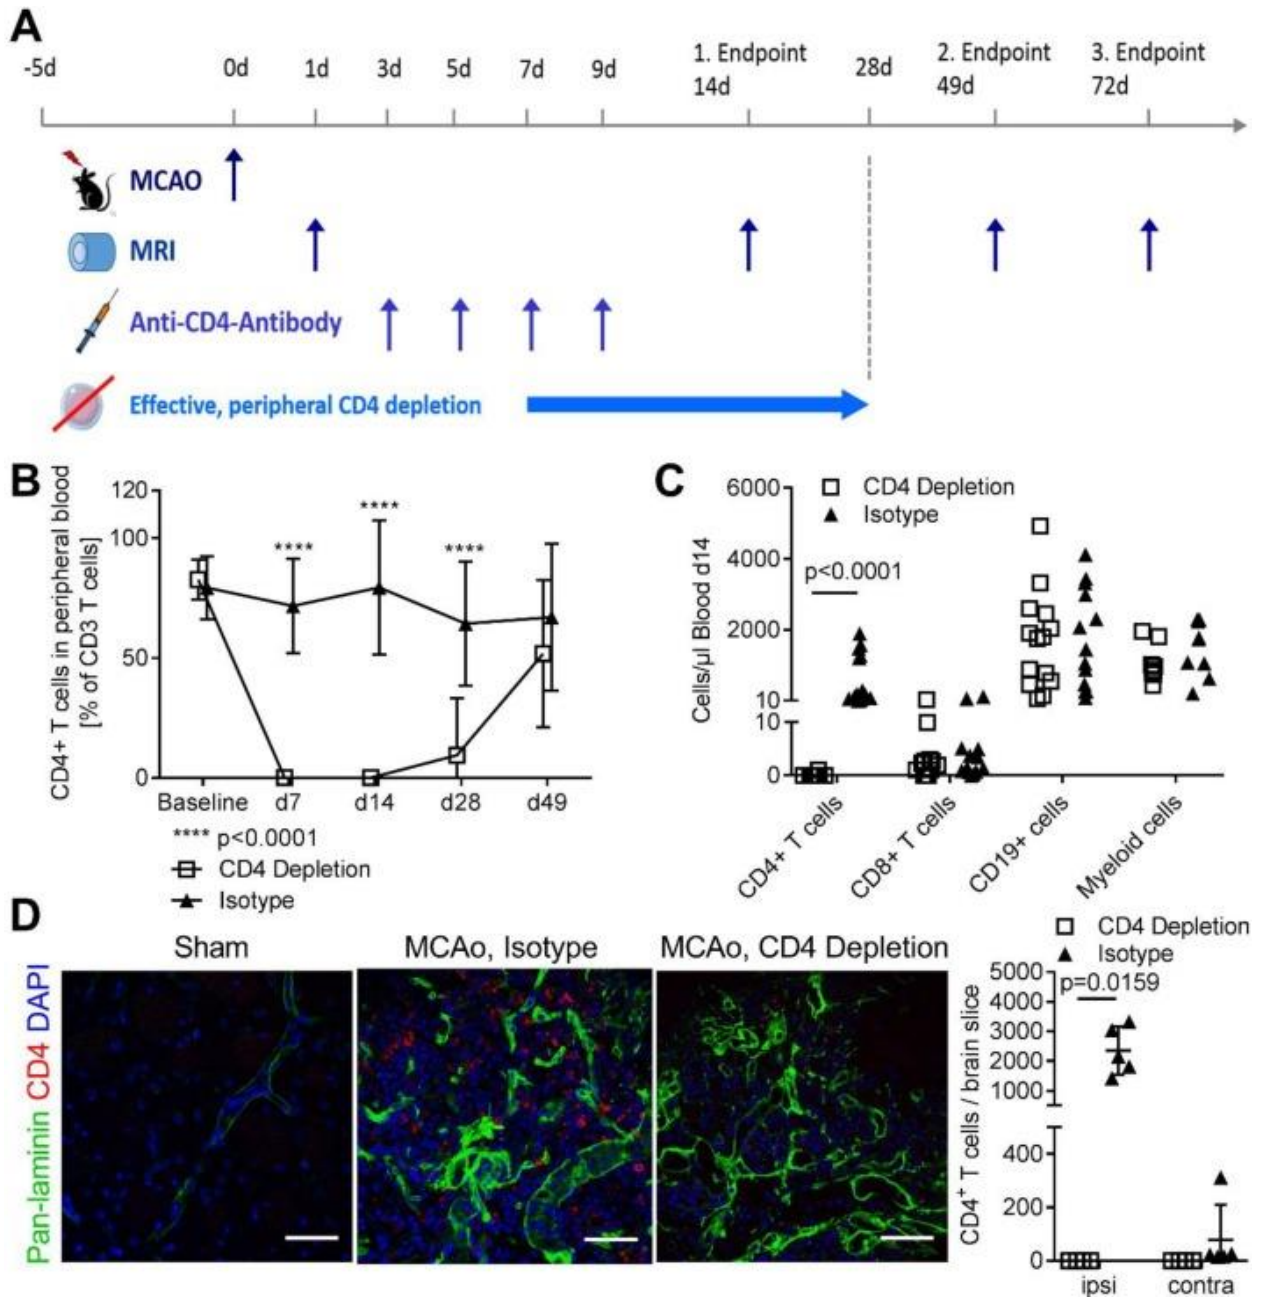 A
-5d 0d 1d 3d 5d 7d 9d 1. Endpoint 14d 28d 2. Endpoint 49d 3. Endpoint 72d
MCAO
MRI
Anti-CD4-Antibody
Effective, peripheral CD4 depletion
B
CD4+ T cells in peripheral blood
[% of CD3 T cells]
120
100
50
0
****
****
****
Baseline d7 d14 d28 d49
**** p<0.0001
CD4 Depletion
Isotype
C
Cells/µl Blood d14
6000
4000
2000
10
10
0
CD4 Depletion
Isotype
p<0.0001
CD4+ T cells
CD8+ T cells
CD19+ cells
Myeloid cells
D
Pan-laminin CD4 DAPI
Sham
MCAo, Isotype
MCAo, CD4 Depletion
CD4 Depletion
Isotype
CD4+ T cells / brain slice
5000
p=0.0159
4000
3000
2000
1000
400
200
0
ipsi contra